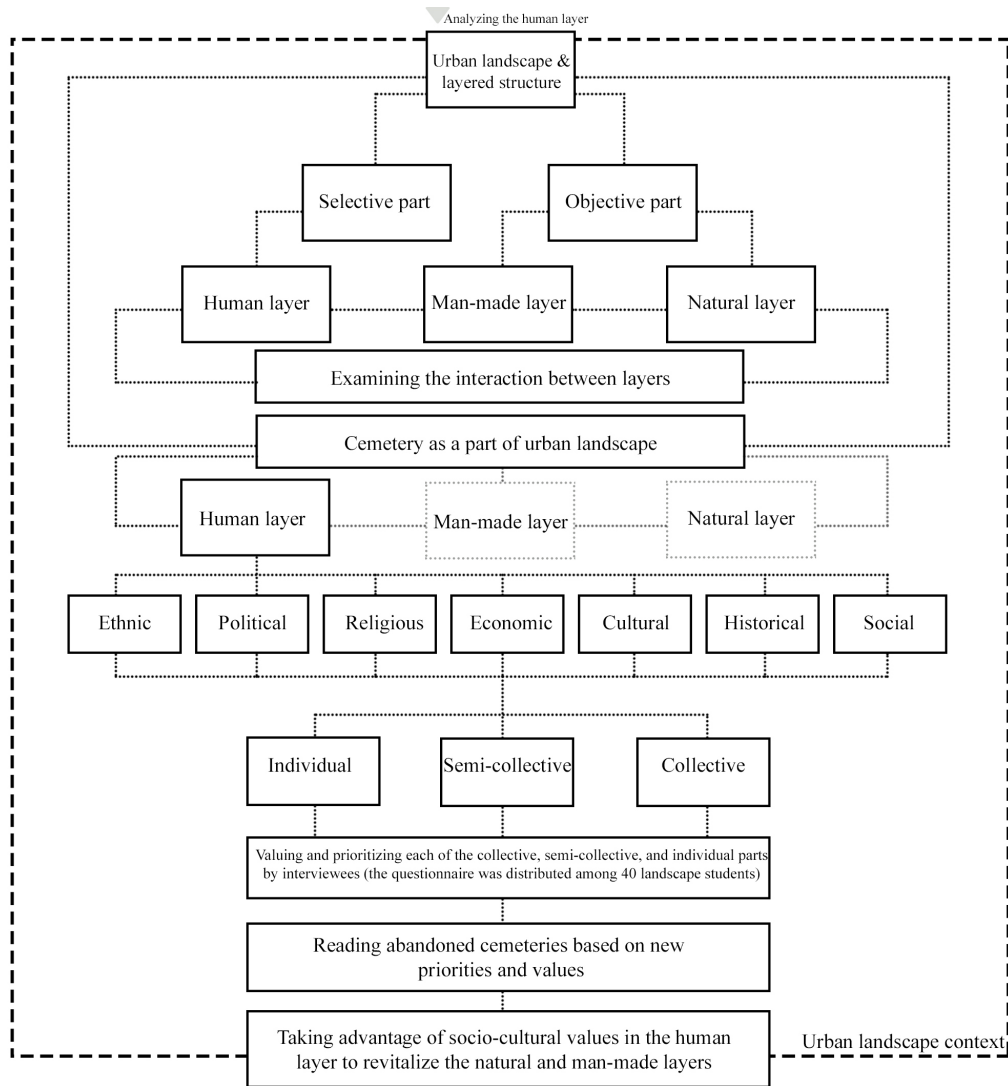 Analyzing the human layer
Urban landscape &
layered structure
Selective part
Objective part
Human layer
Man-made layer
Natural layer
Examining the interaction between layers
Cemetery as a part of urban landscape
Human layer
Man-made layer
Natural layer
Ethnic
Political
Religious
Economic
Cultural
Historical
Social
Individual
Semi-collective
Collective
Valuing and prioritizing each of the collective, semi-collective, and individual parts
by interviewees (the questionnaire was distributed among 40 landscape students)
Reading abandoned cemeteries based on new
priorities and values
Taking advantage of socio-cultural values in the human
layer to revitalize the natural and man-made layers
Urban landscape context